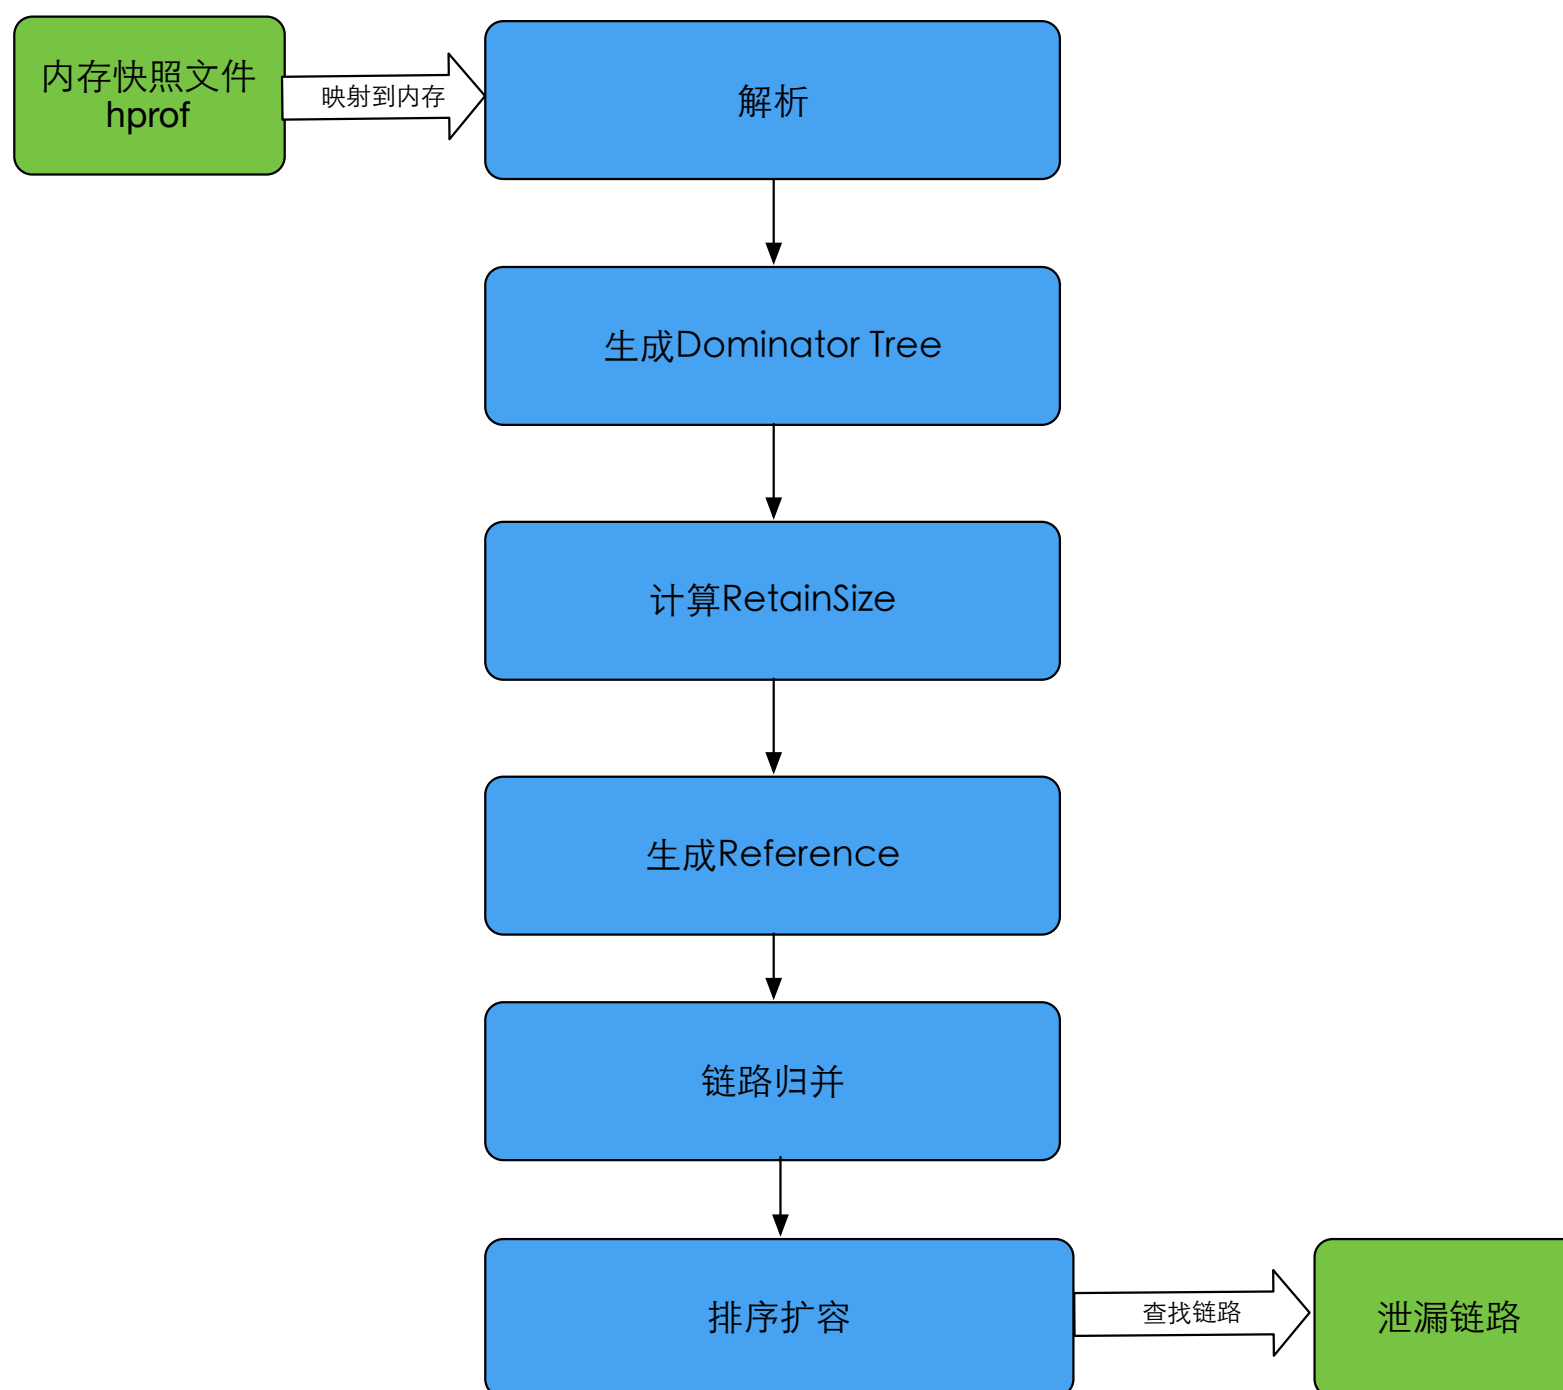 内存快照文件
hprof
映射到内存
解析
生成Dominator Tree
计算RetainSize
生成Reference
链路归并
排序扩容
查找链路
泄漏链路